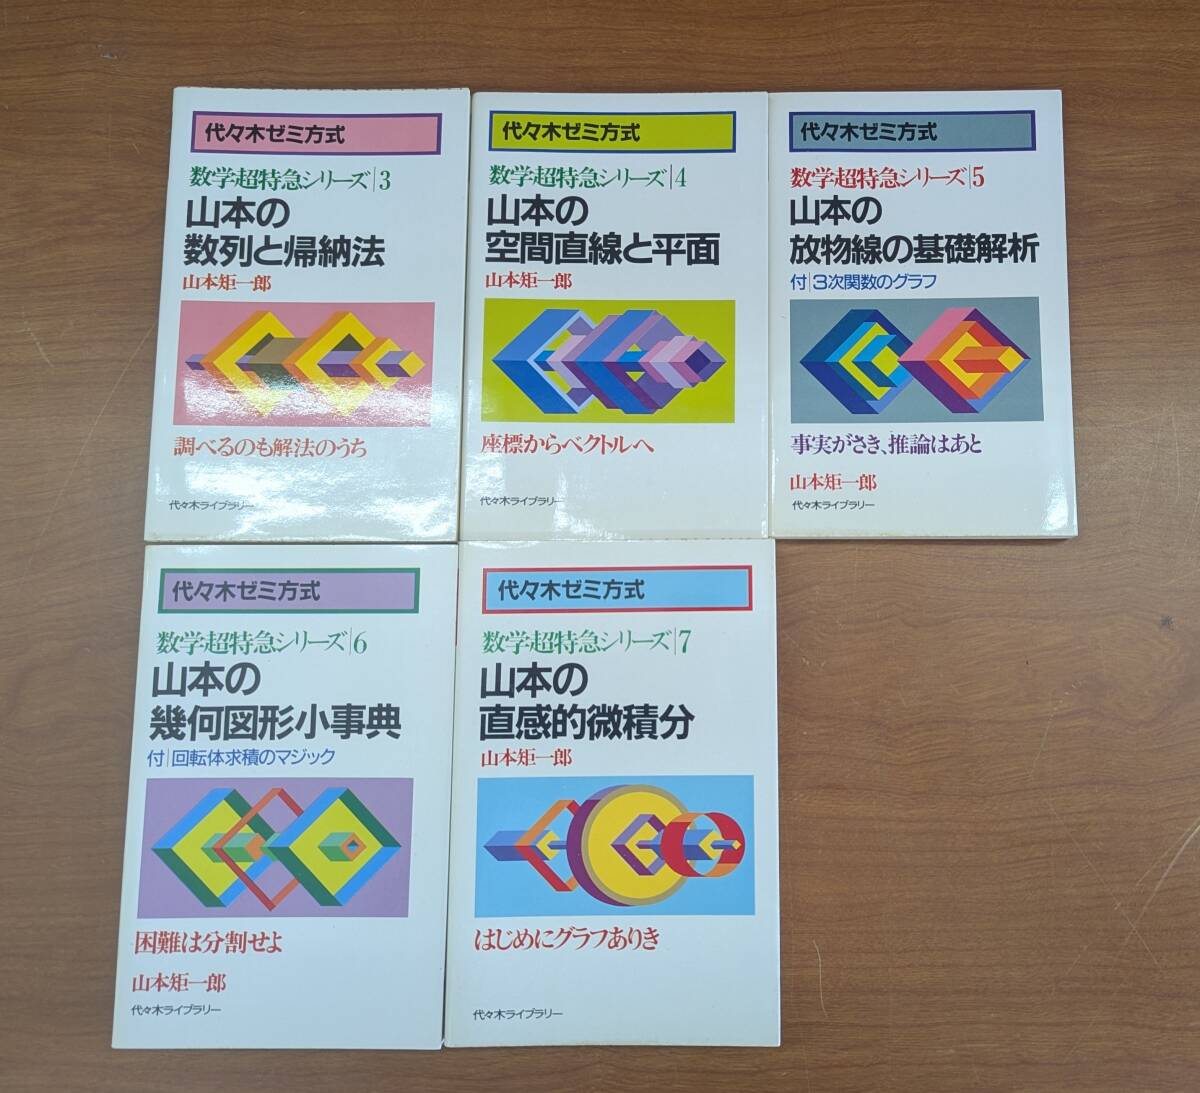 代々木ゼミ方式
数学超特急シリーズ|3
山本の
数列と帰納法
山本矩一郎
調べるのも解法のうち
代々木ライブラリー
代々木ゼミ方式
数学超特急シリーズ|4
山本の
空間直線と平面
山本矩一郎
座標からベクトルへ
代々木ライブラリー
代々木ゼミ方式
数学超特急シリーズ|5
山本の
放物線の基礎解析
付|3次関数のグラフ
事実がさき、推論はあと
山本矩一郎
代々木ライブラリー
代々木ゼミ方式
数学超特急シリーズ|6
山本の
幾何図形小事典
付|回転体求積のマジック
困難は分割せよ
山本矩一郎
代々木ライブラリー
代々木ゼミ方式
数学超特急シリーズ|7
山本の
直感的微積分
山本矩一郎
はじめにグラフありき
代々木ライブラリー